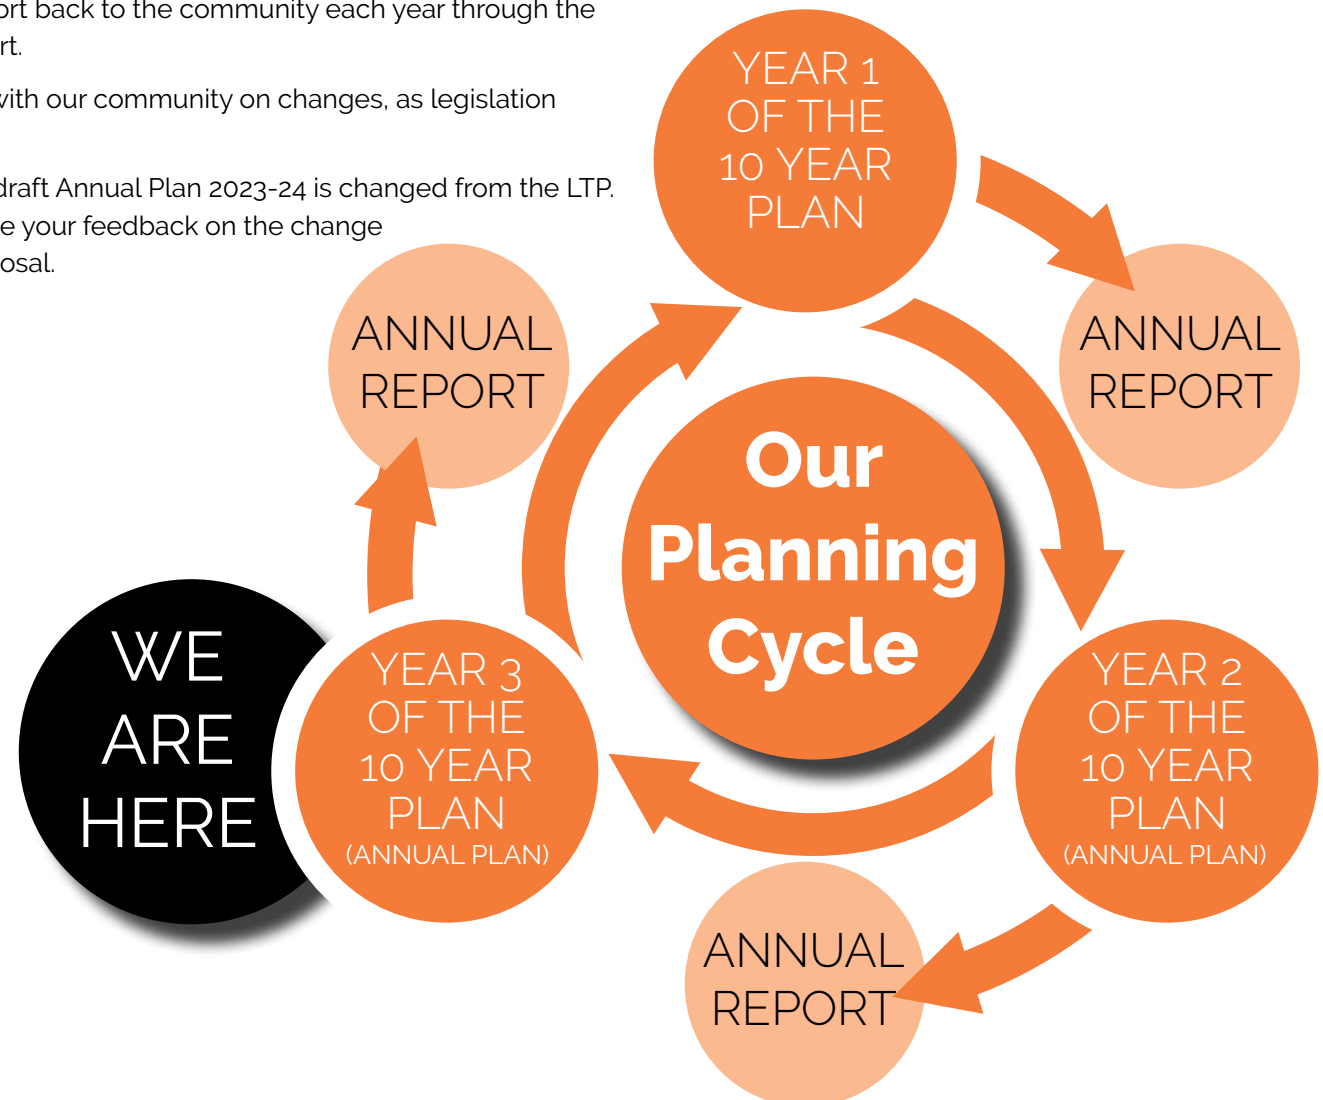 ort back to the community each year through the
rt.
with our community on changes, as legislation
draft Annual Plan 2023-24 is changed from the LTP.
e your feedback on the change
osal.
YEAR 1
OF THE
10 YEAR
PLAN
ANNUAL
REPORT
ANNUAL
REPORT
Our
Planning
Cycle
WE
ARE
HERE
YEAR 3
OF THE
10 YEAR
PLAN
(ANNUAL PLAN)
YEAR 2
OF THE
10 YEAR
PLAN
(ANNUAL PLAN)
ANNUAL
REPORT